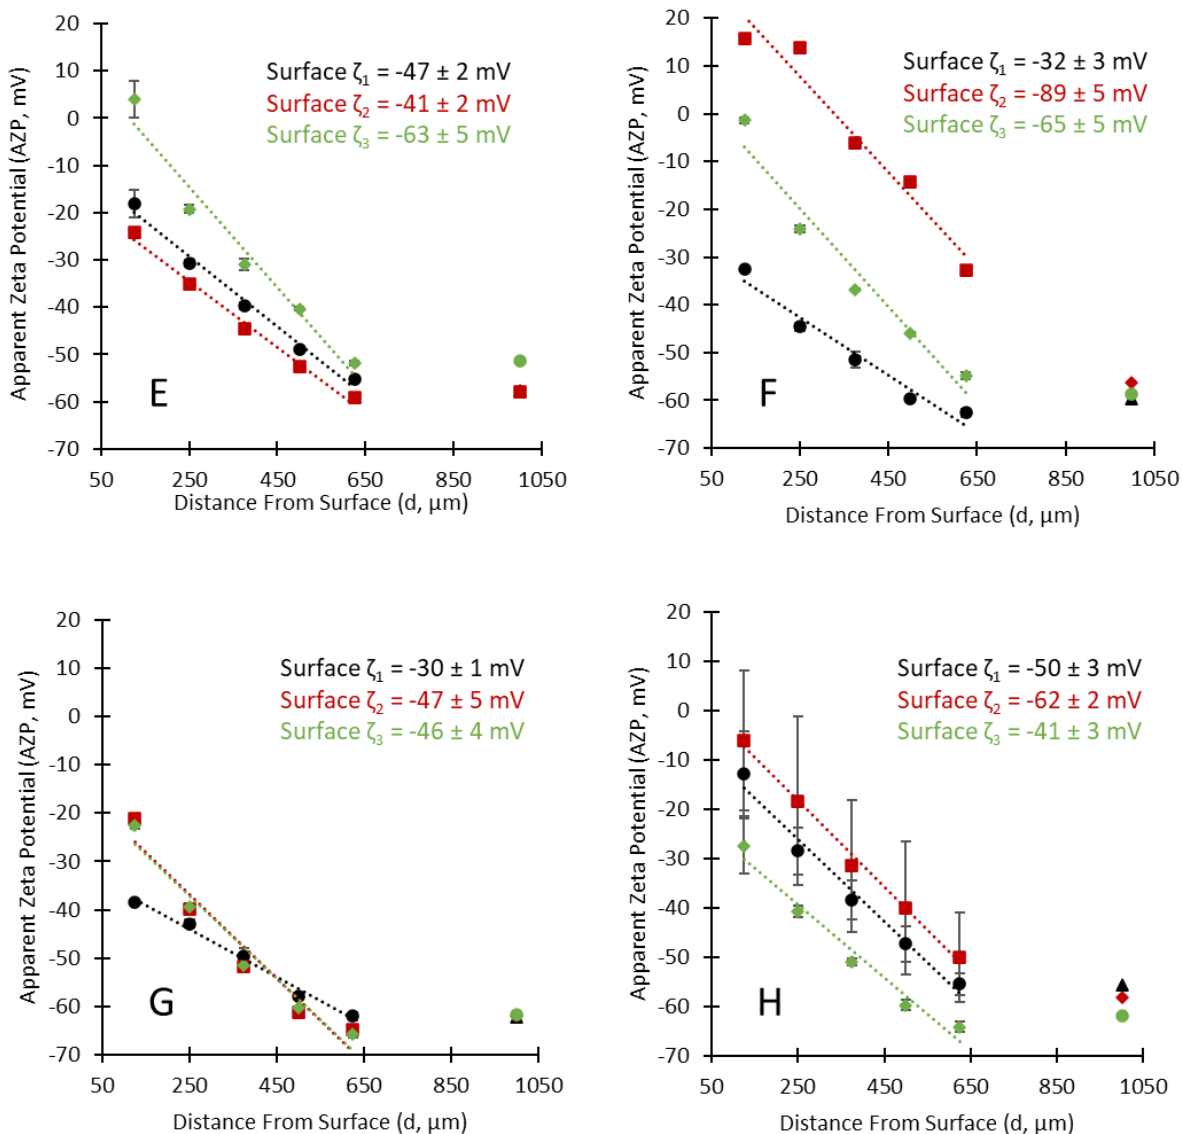 20
10
0
-10
-20
-30
-40
-50
-60
-70
Apparent Zeta Potential (AZP, mV)
Surface ζ1 = -47 ± 2 mV
Surface ζ2 = -41 ± 2 mV
Surface ζ3 = -63 ± 5 mV
E
50 250 450 650 850 1050
Distance From Surface (d, μm)
20
10
0
-10
-20
-30
-40
-50
-60
-70
Apparent Zeta Potential (AZP, mV)
Surface ζ1 = -32 ± 3 mV
Surface ζ2 = -89 ± 5 mV
Surface ζ3 = -65 ± 5 mV
F
50 250 450 650 850 1050
Distance From Surface (d, μm)
20
10
0
-10
-20
-30
-40
-50
-60
-70
Apparent Zeta Potential (AZP, mV)
Surface ζ1 = -30 ± 1 mV
Surface ζ2 = -47 ± 5 mV
Surface ζ3 = -46 ± 4 mV
G
50 250 450 650 850 1050
Distance From Surface (d, μm)
20
10
0
-10
-20
-30
-40
-50
-60
-70
Apparent Zeta Potential (AZP, mV)
Surface ζ1 = -50 ± 3 mV
Surface ζ2 = -62 ± 2 mV
Surface ζ3 = -41 ± 3 mV
H
50 250 450 650 850 1050
Distance From Surface (d, μm)